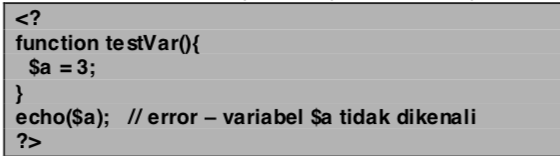 <?
function testVar(){
$a = 3;
}
echo($a); // error – variabel $a tidak dikenali
?>